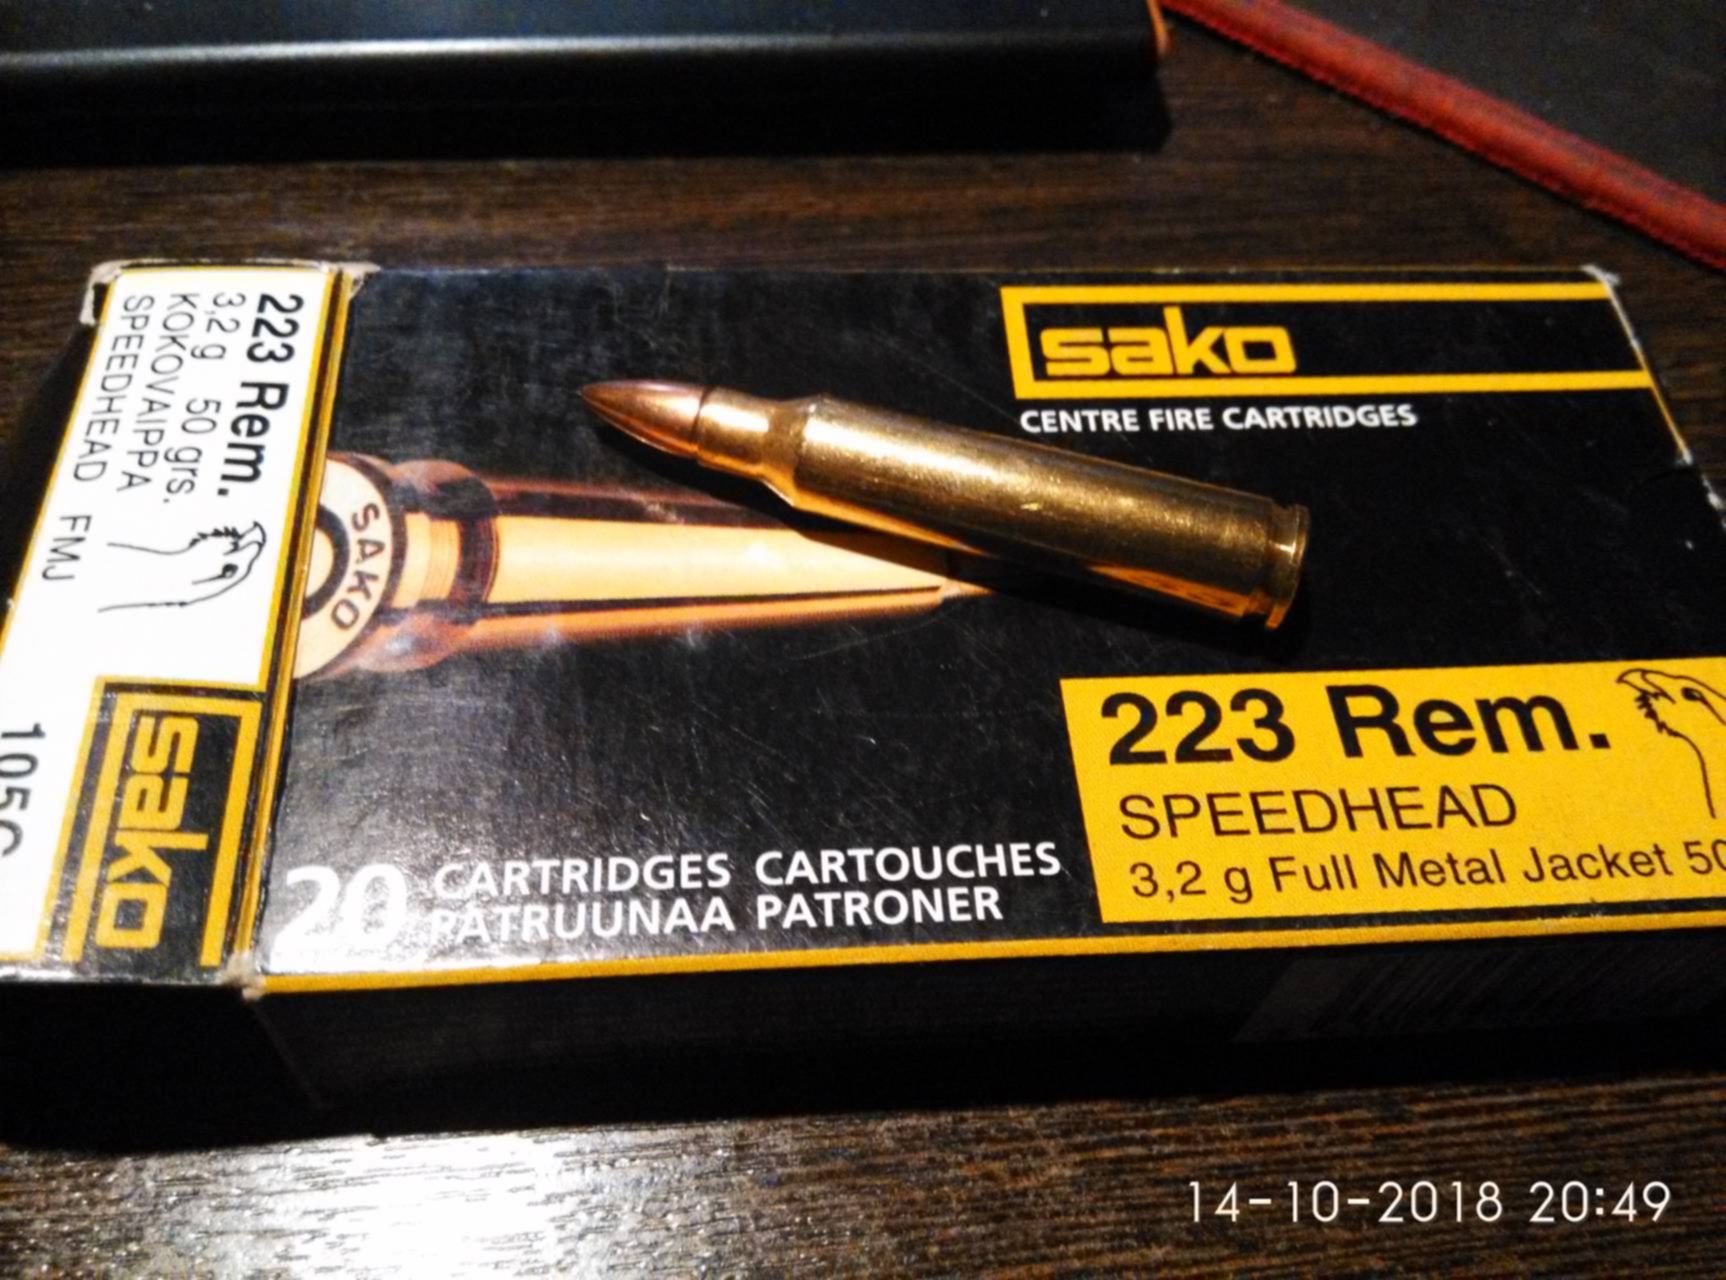 223 Rem.
3,2 g 50 grs.
KOKOVAIPPA
SPEEDHEAD FMJ
sako
SAKO
sako
CENTRE FIRE CARTRIDGES
223 Rem.
SPEEDHEAD
3,2 g Full Metal Jacket 50
20 CARTRIDGES CARTOUCHES
PATRUUNAA PATRONER
14-10-2018 20:49